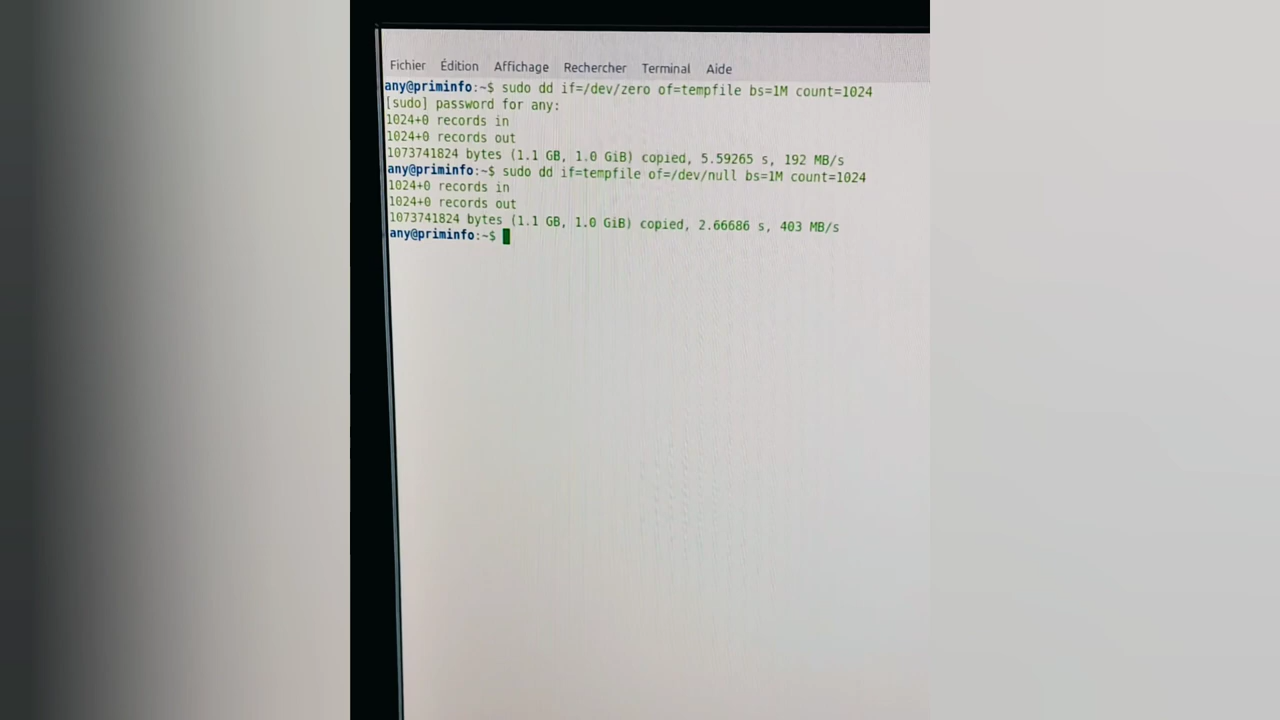 Fichier Édition Affichage Rechercher Terminal Aide
any@priminfo:~$ sudo dd if=/dev/zero of=tempfile bs=1M count=1024
[sudo] password for any:
1024+0 records in
1024+0 records out
1073741824 bytes (1.1 GB, 1.0 GiB) copied, 5.59265 s, 192 MB/s
any@priminfo:~$ sudo dd if=tempfile of=/dev/null bs=1M count=1024
1024+0 records in
1024+0 records out
1073741824 bytes (1.1 GB, 1.0 GiB) copied, 2.66686 s, 403 MB/s
any@priminfo:~$